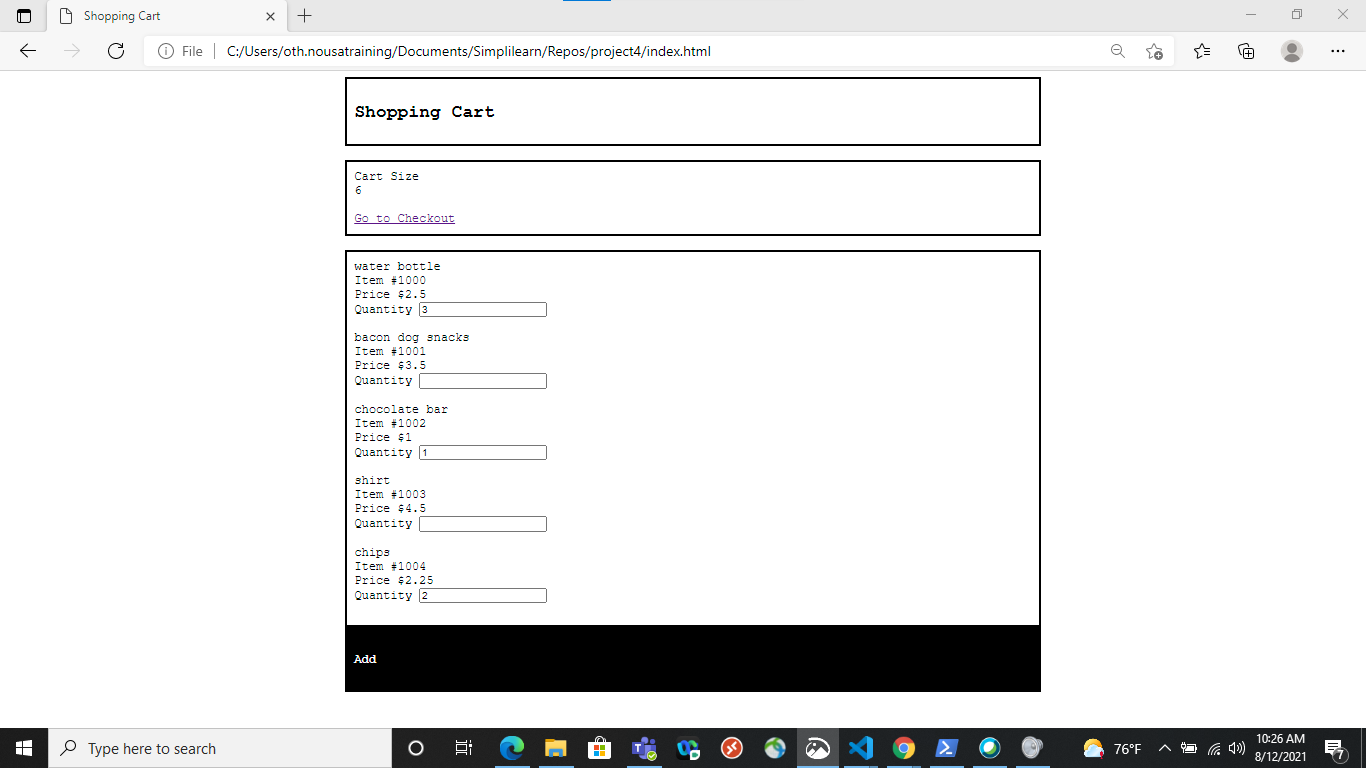 Shopping Cart
File
C:/Users/oth.nousatraining/Documents/Simplilearn/Repos/project4/index.html
Shopping Cart
Cart Size
6
Go to Checkout
water bottle
Item #1000
Price $2.5
Quantity 3
bacon dog snacks
Item #1001
Price $3.5
Quantity
chocolate bar
Item #1002
Price $1
Quantity 1
shirt
Item #1003
Price $4.5
Quantity
chips
Item #1004
Price $2.25
Quantity 2
Add
Type here to search
76°F
10:26 AM
8/12/2021
7